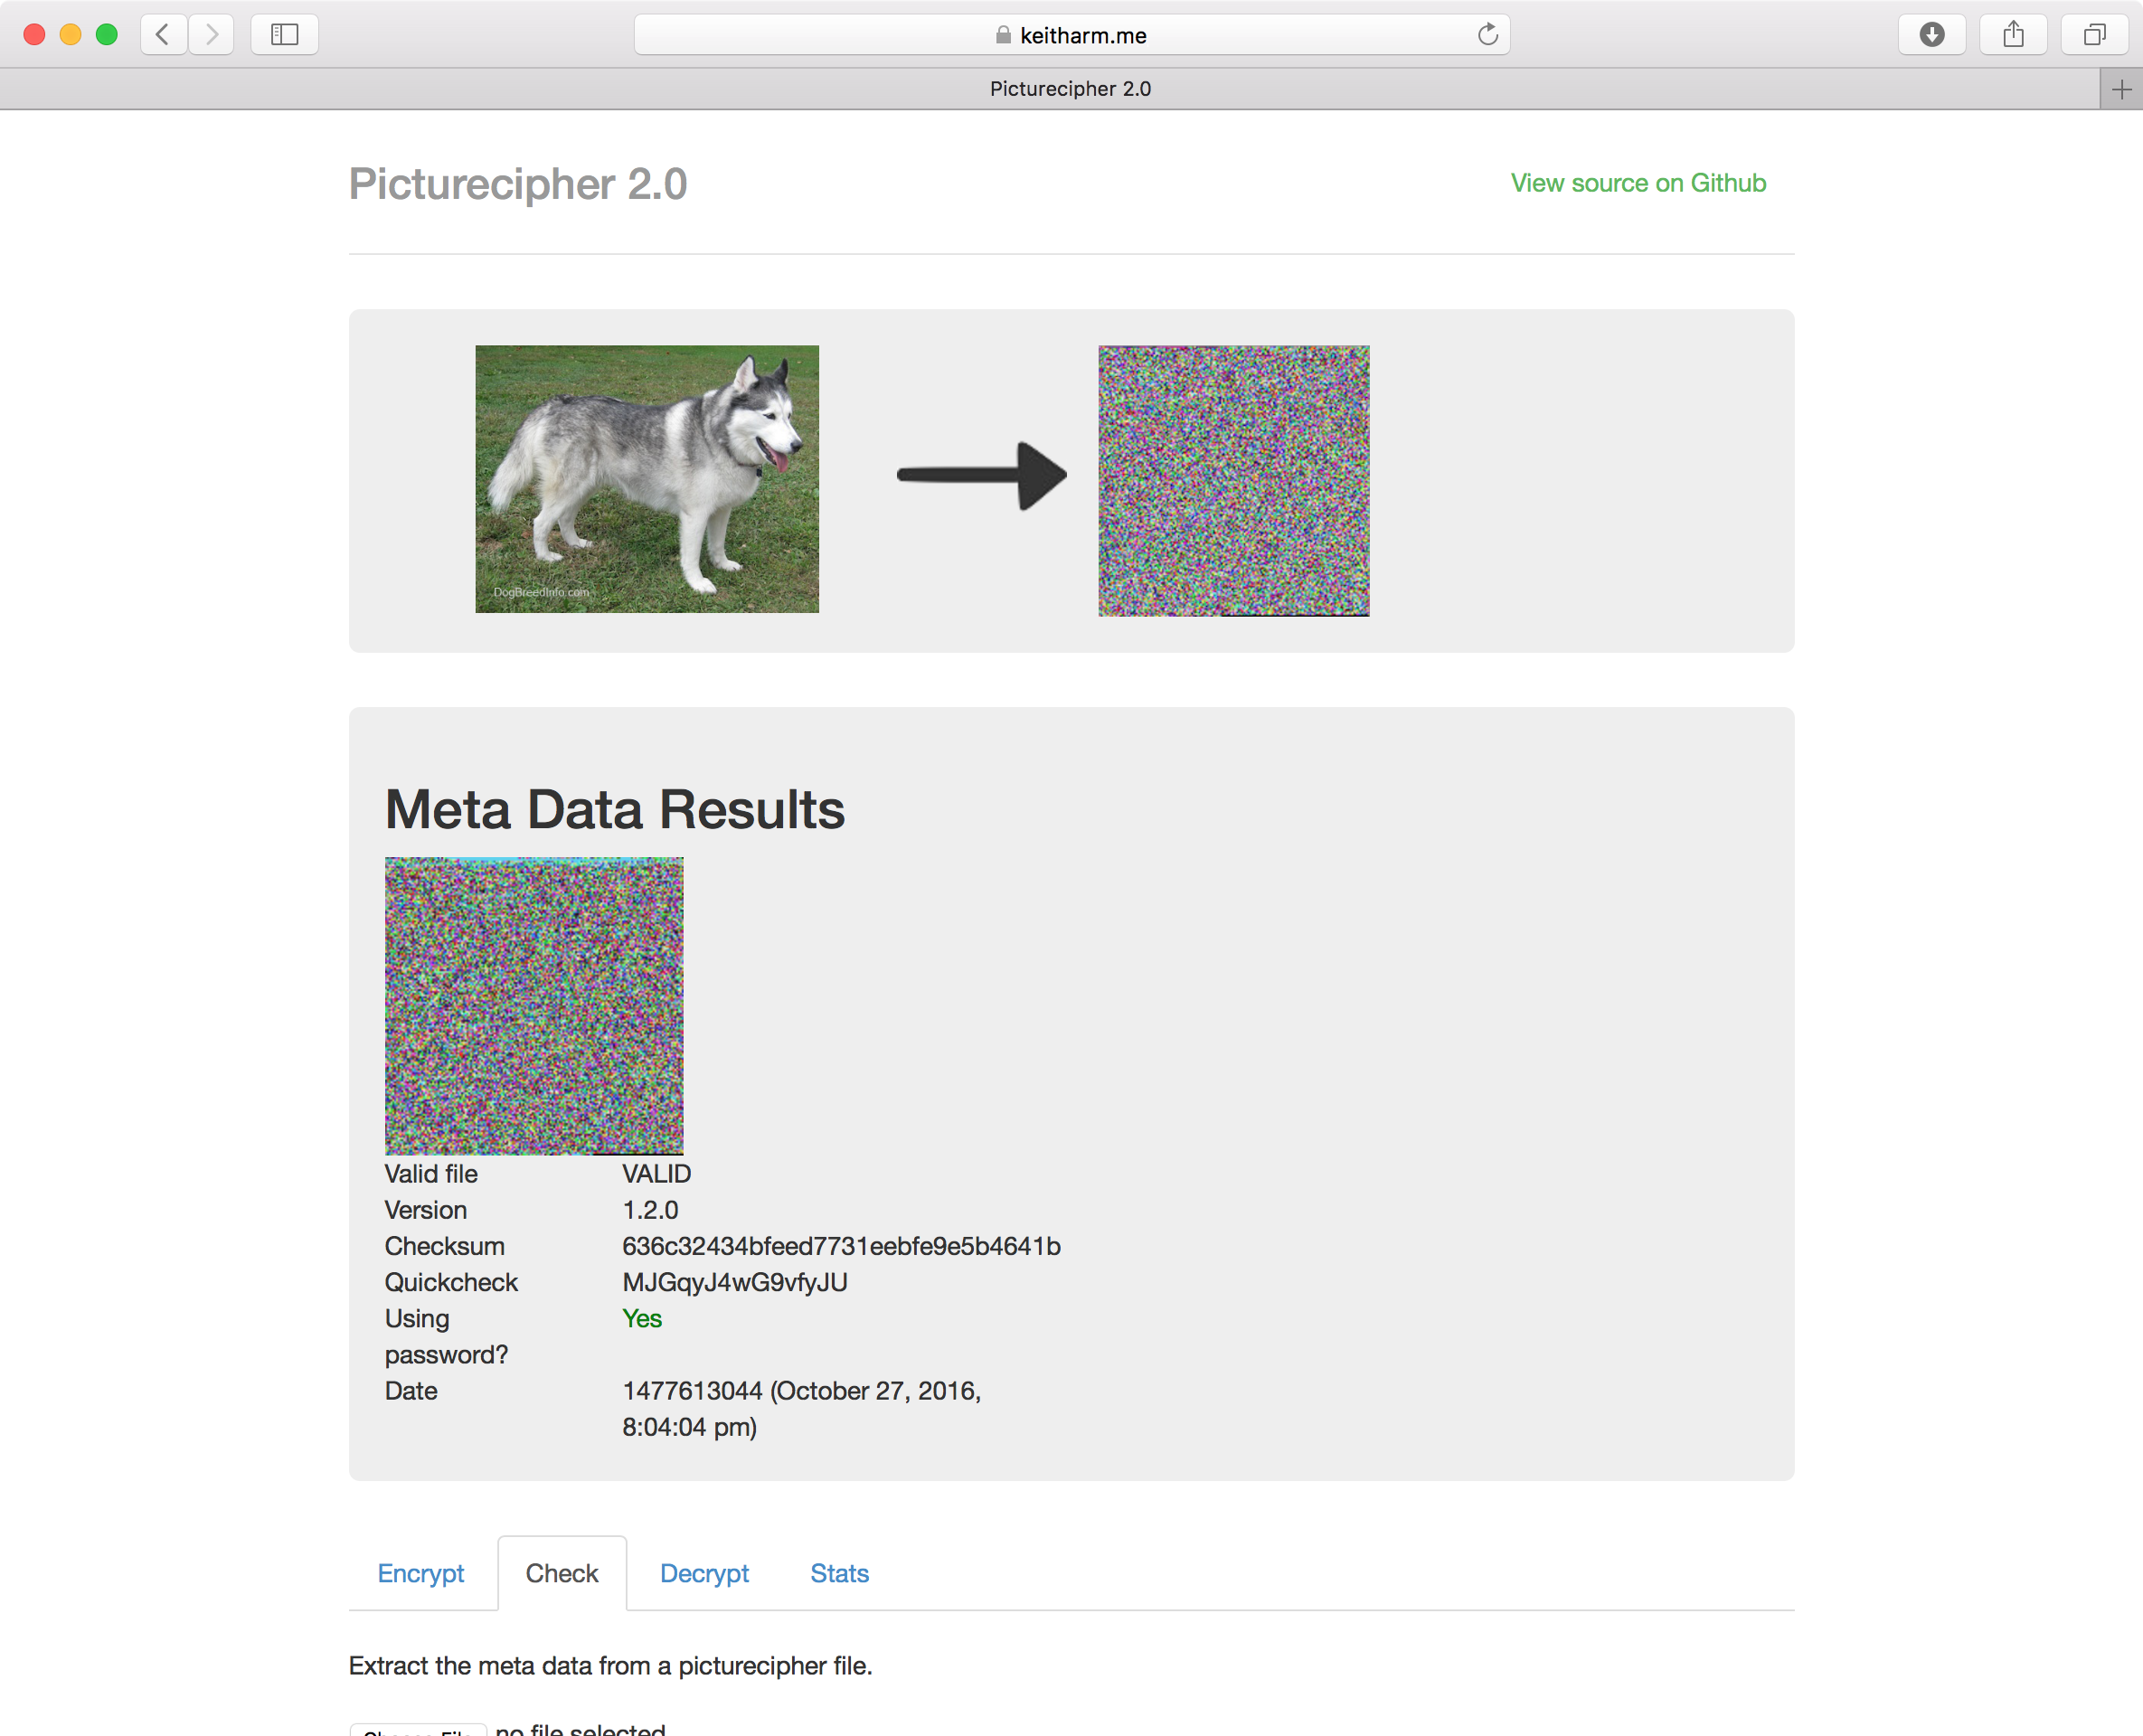 keitharm.me
Picturecipher 2.0
Picturecipher 2.0
View source on Github
DogBreedInfo.com
Meta Data Results
Valid file VALID
Version 1.2.0
Checksum 636c32434bfeed7731eebfe9e5b4641b
Quickcheck MJGqyJ4wG9vfyJU
Using Yes
password?
Date 1477613044 (October 27, 2016,
8:04:04 pm)
Encrypt Check Decrypt Stats
Extract the meta data from a picturecipher file.
Choose File no file selected